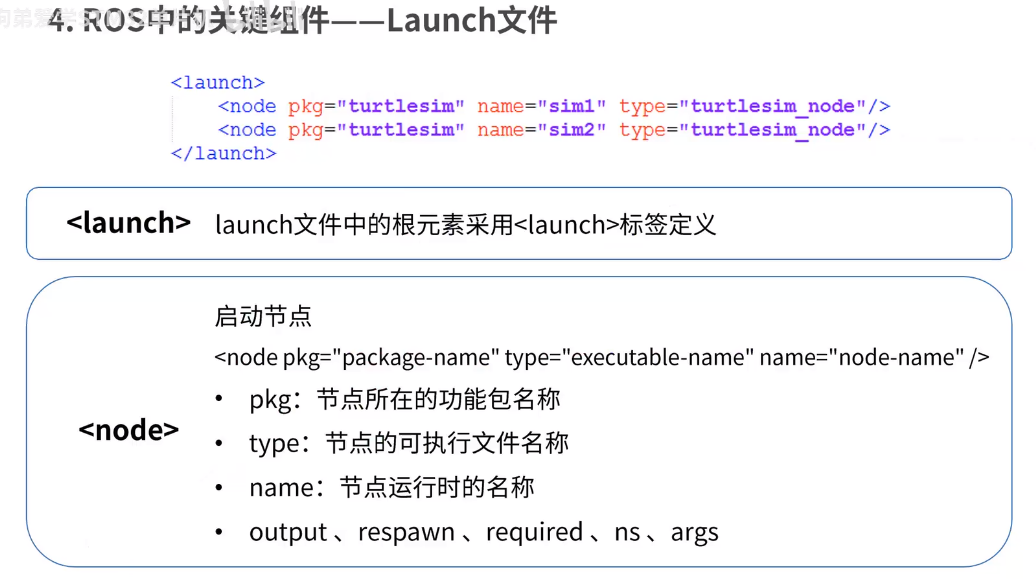 4. ROS中的关键组件——Launch文件
<launch>
<node pkg="turtlesim" name="sim1" type="turtlesim_node"/>
<node pkg="turtlesim" name="sim2" type="turtlesim_node"/>
</launch>
<launch> launch文件中的根元素采用<launch>标签定义
启动节点
<node pkg="package-name" type="executable-name" name="node-name" />
• pkg：节点所在的功能包名称
<node>
• type：节点的可执行文件名称
• name：节点运行时的名称
• output 、respawn 、required 、ns 、args